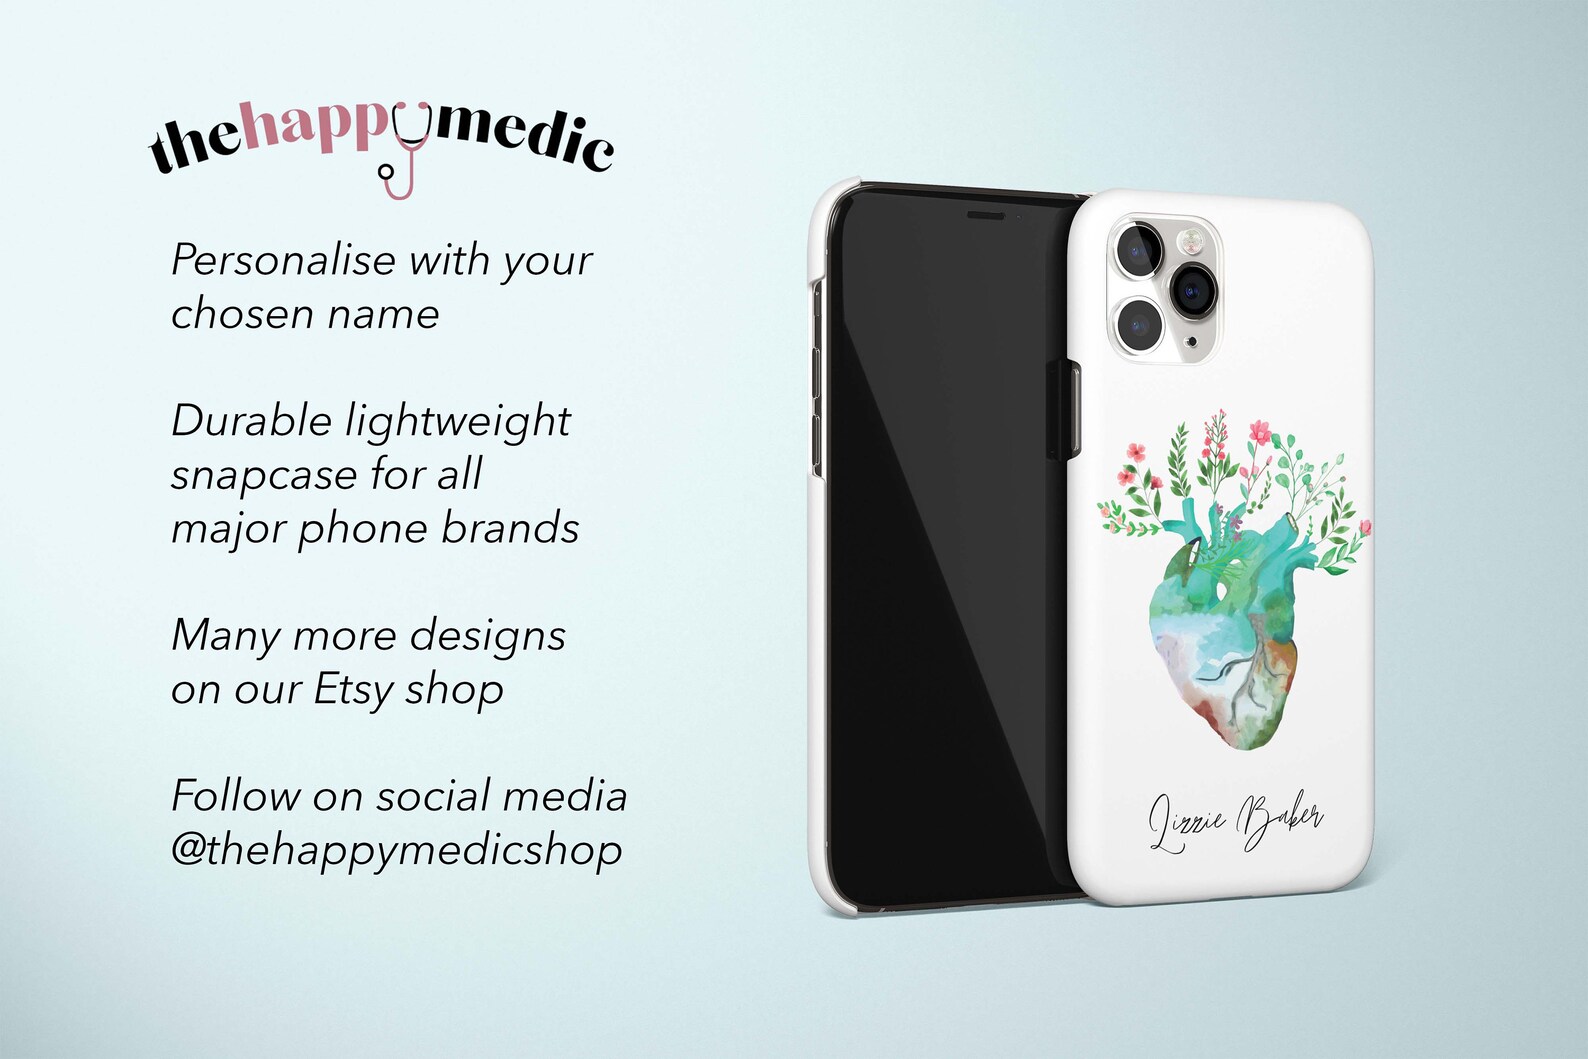 thehappymedic
Personalise with your
chosen name
Durable lightweight
snapcase for all
major phone brands
Many more designs
on our Etsy shop
Follow on social media
@thehappymedicshop
Lizzie Baker